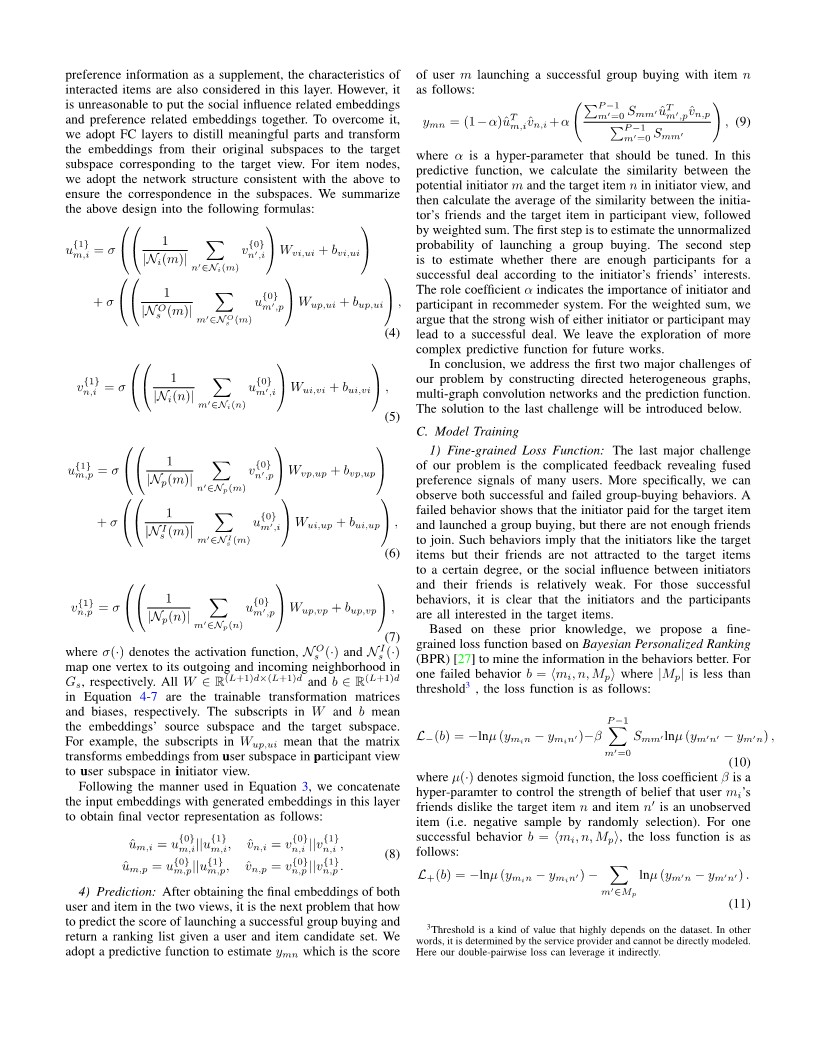 preference information as a supplement, the characteristics of
interacted items are also considered in this layer. However, it
is unreasonable to put the social influence related embeddings
and preference related embeddings together. To overcome it,
we adopt FC layers to distill meaningful parts and transform
the embeddings from their original subspaces to the target
subspace corresponding to the target view. For item nodes,
we adopt the network structure consistent with the above to
ensure the correspondence in the subspaces. We summarize
the above design into the following formulas:
$u_{m,i}^{\{1\}} = \sigma\left(\left(\frac{1}{|\mathcal{N}_i(m)|} \sum_{n' \in \mathcal{N}_i(m)} v_{n',i}^{\{0\}}\right) W_{vi,ui} + b_{vi,ui}\right)$
$+ \sigma\left(\left(\frac{1}{|\mathcal{N}_s^O(m)|} \sum_{m' \in \mathcal{N}_s^O(m)} u_{m',p}^{\{0\}}\right) W_{up,ui} + b_{up,ui}\right),$
(4)
$v_{n,i}^{\{1\}} = \sigma\left(\left(\frac{1}{|\mathcal{N}_i(n)|} \sum_{m' \in \mathcal{N}_i(n)} u_{m',i}^{\{0\}}\right) W_{ui,vi} + b_{ui,vi}\right),$
(5)
$u_{m,p}^{\{1\}} = \sigma\left(\left(\frac{1}{|\mathcal{N}_p(m)|} \sum_{n' \in \mathcal{N}_p(m)} v_{n',p}^{\{0\}}\right) W_{vp,up} + b_{vp,up}\right)$
$+ \sigma\left(\left(\frac{1}{|\mathcal{N}_s^I(m)|} \sum_{m' \in \mathcal{N}_s^I(m)} u_{m',i}^{\{0\}}\right) W_{ui,up} + b_{ui,up}\right),$
(6)
$v_{n,p}^{\{1\}} = \sigma\left(\left(\frac{1}{|\mathcal{N}_p(n)|} \sum_{m' \in \mathcal{N}_p(n)} u_{m',p}^{\{0\}}\right) W_{up,vp} + b_{up,vp}\right),$
(7)
where σ(·) denotes the activation function, $\mathcal{N}_s^O(\cdot)$ and $\mathcal{N}_s^I(\cdot)$
map one vertex to its outgoing and incoming neighborhood in
$G_s$, respectively. All $W \in \mathbb{R}^{(L+1)d \times (L+1)d}$ and $b \in \mathbb{R}^{(L+1)d}$
in Equation 4-7 are the trainable transformation matrices
and biases, respectively. The subscripts in $W$ and $b$ mean
the embeddings' source subspace and the target subspace.
For example, the subscripts in $W_{up,ui}$ mean that the matrix
transforms embeddings from user subspace in participant view
to user subspace in initiator view.
Following the manner used in Equation 3, we concatenate
the input embeddings with generated embeddings in this layer
to obtain final vector representation as follows:
$\hat{u}_{m,i} = u_{m,i}^{\{0\}} || u_{m,i}^{\{1\}}, \quad \hat{v}_{n,i} = v_{n,i}^{\{0\}} || v_{n,i}^{\{1\}},$
$\hat{u}_{m,p} = u_{m,p}^{\{0\}} || u_{m,p}^{\{1\}}, \quad \hat{v}_{n,p} = v_{n,p}^{\{0\}} || v_{n,p}^{\{1\}}.$
(8)
4) Prediction: After obtaining the final embeddings of both
user and item in the two views, it is the next problem that how
to predict the score of launching a successful group buying and
return a ranking list given a user and item candidate set. We
adopt a predictive function to estimate $y_{mn}$ which is the score
of user $m$ launching a successful group buying with item $n$
as follows:
$y_{mn} = (1-\alpha)\hat{u}_{m,i}^T \hat{v}_{n,i} + \alpha \left(\frac{\sum_{m'=0}^{P-1} S_{mm'} \hat{u}_{m',p}^T \hat{v}_{n,p}}{\sum_{m'=0}^{P-1} S_{mm'}}\right),$ (9)
where α is a hyper-parameter that should be tuned. In this
predictive function, we calculate the similarity between the
potential initiator $m$ and the target item $n$ in initiator view, and
then calculate the average of the similarity between the initia-
tor's friends and the target item in participant view, followed
by weighted sum. The first step is to estimate the unnormalized
probability of launching a group buying. The second step
is to estimate whether there are enough participants for a
successful deal according to the initiator's friends' interests.
The role coefficient α indicates the importance of initiator and
participant in recommeder system. For the weighted sum, we
argue that the strong wish of either initiator or participant may
lead to a successful deal. We leave the exploration of more
complex predictive function for future works.
In conclusion, we address the first two major challenges of
our problem by constructing directed heterogeneous graphs,
multi-graph convolution networks and the prediction function.
The solution to the last challenge will be introduced below.
C. Model Training
1) Fine-grained Loss Function: The last major challenge
of our problem is the complicated feedback revealing fused
preference signals of many users. More specifically, we can
observe both successful and failed group-buying behaviors. A
failed behavior shows that the initiator paid for the target item
and launched a group buying, but there are not enough friends
to join. Such behaviors imply that the initiators like the target
items but their friends are not attracted to the target items
to a certain degree, or the social influence between initiators
and their friends is relatively weak. For those successful
behaviors, it is clear that the initiators and the participants
are all interested in the target items.
Based on these prior knowledge, we propose a fine-
grained loss function based on Bayesian Personalized Ranking
(BPR) [27] to mine the information in the behaviors better. For
one failed behavior $b = \langle m_i, n, M_p \rangle$ where $|M_p|$ is less than
threshold³ , the loss function is as follows:
$\mathcal{L}_-(b) = -\ln\mu\,(y_{m_i n} - y_{m_i n'}) - \beta \sum_{m'=0}^{P-1} S_{mm'} \ln\mu\,(y_{m'n'} - y_{m'n}),$
(10)
where μ(·) denotes sigmoid function, the loss coefficient β is a
hyper-paramter to control the strength of belief that user $m_i$'s
friends dislike the target item $n$ and item $n'$ is an unobserved
item (i.e. negative sample by randomly selection). For one
successful behavior $b = \langle m_i, n, M_p \rangle$, the loss function is as
follows:
$\mathcal{L}_+(b) = -\ln\mu\,(y_{m_i n} - y_{m_i n'}) - \sum_{m' \in M_p} \ln\mu\,(y_{m'n} - y_{m'n'}).$
(11)
³Threshold is a kind of value that highly depends on the dataset. In other
words, it is determined by the service provider and cannot be directly modeled.
Here our double-pairwise loss can leverage it indirectly.